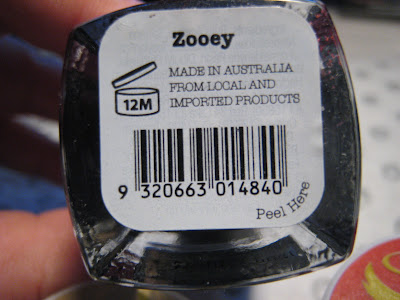 Zooey
MADE IN AUSTRALIA
FROM LOCAL AND
IMPORTED PRODUCTS
12M
9 320663 014840
Peel Here